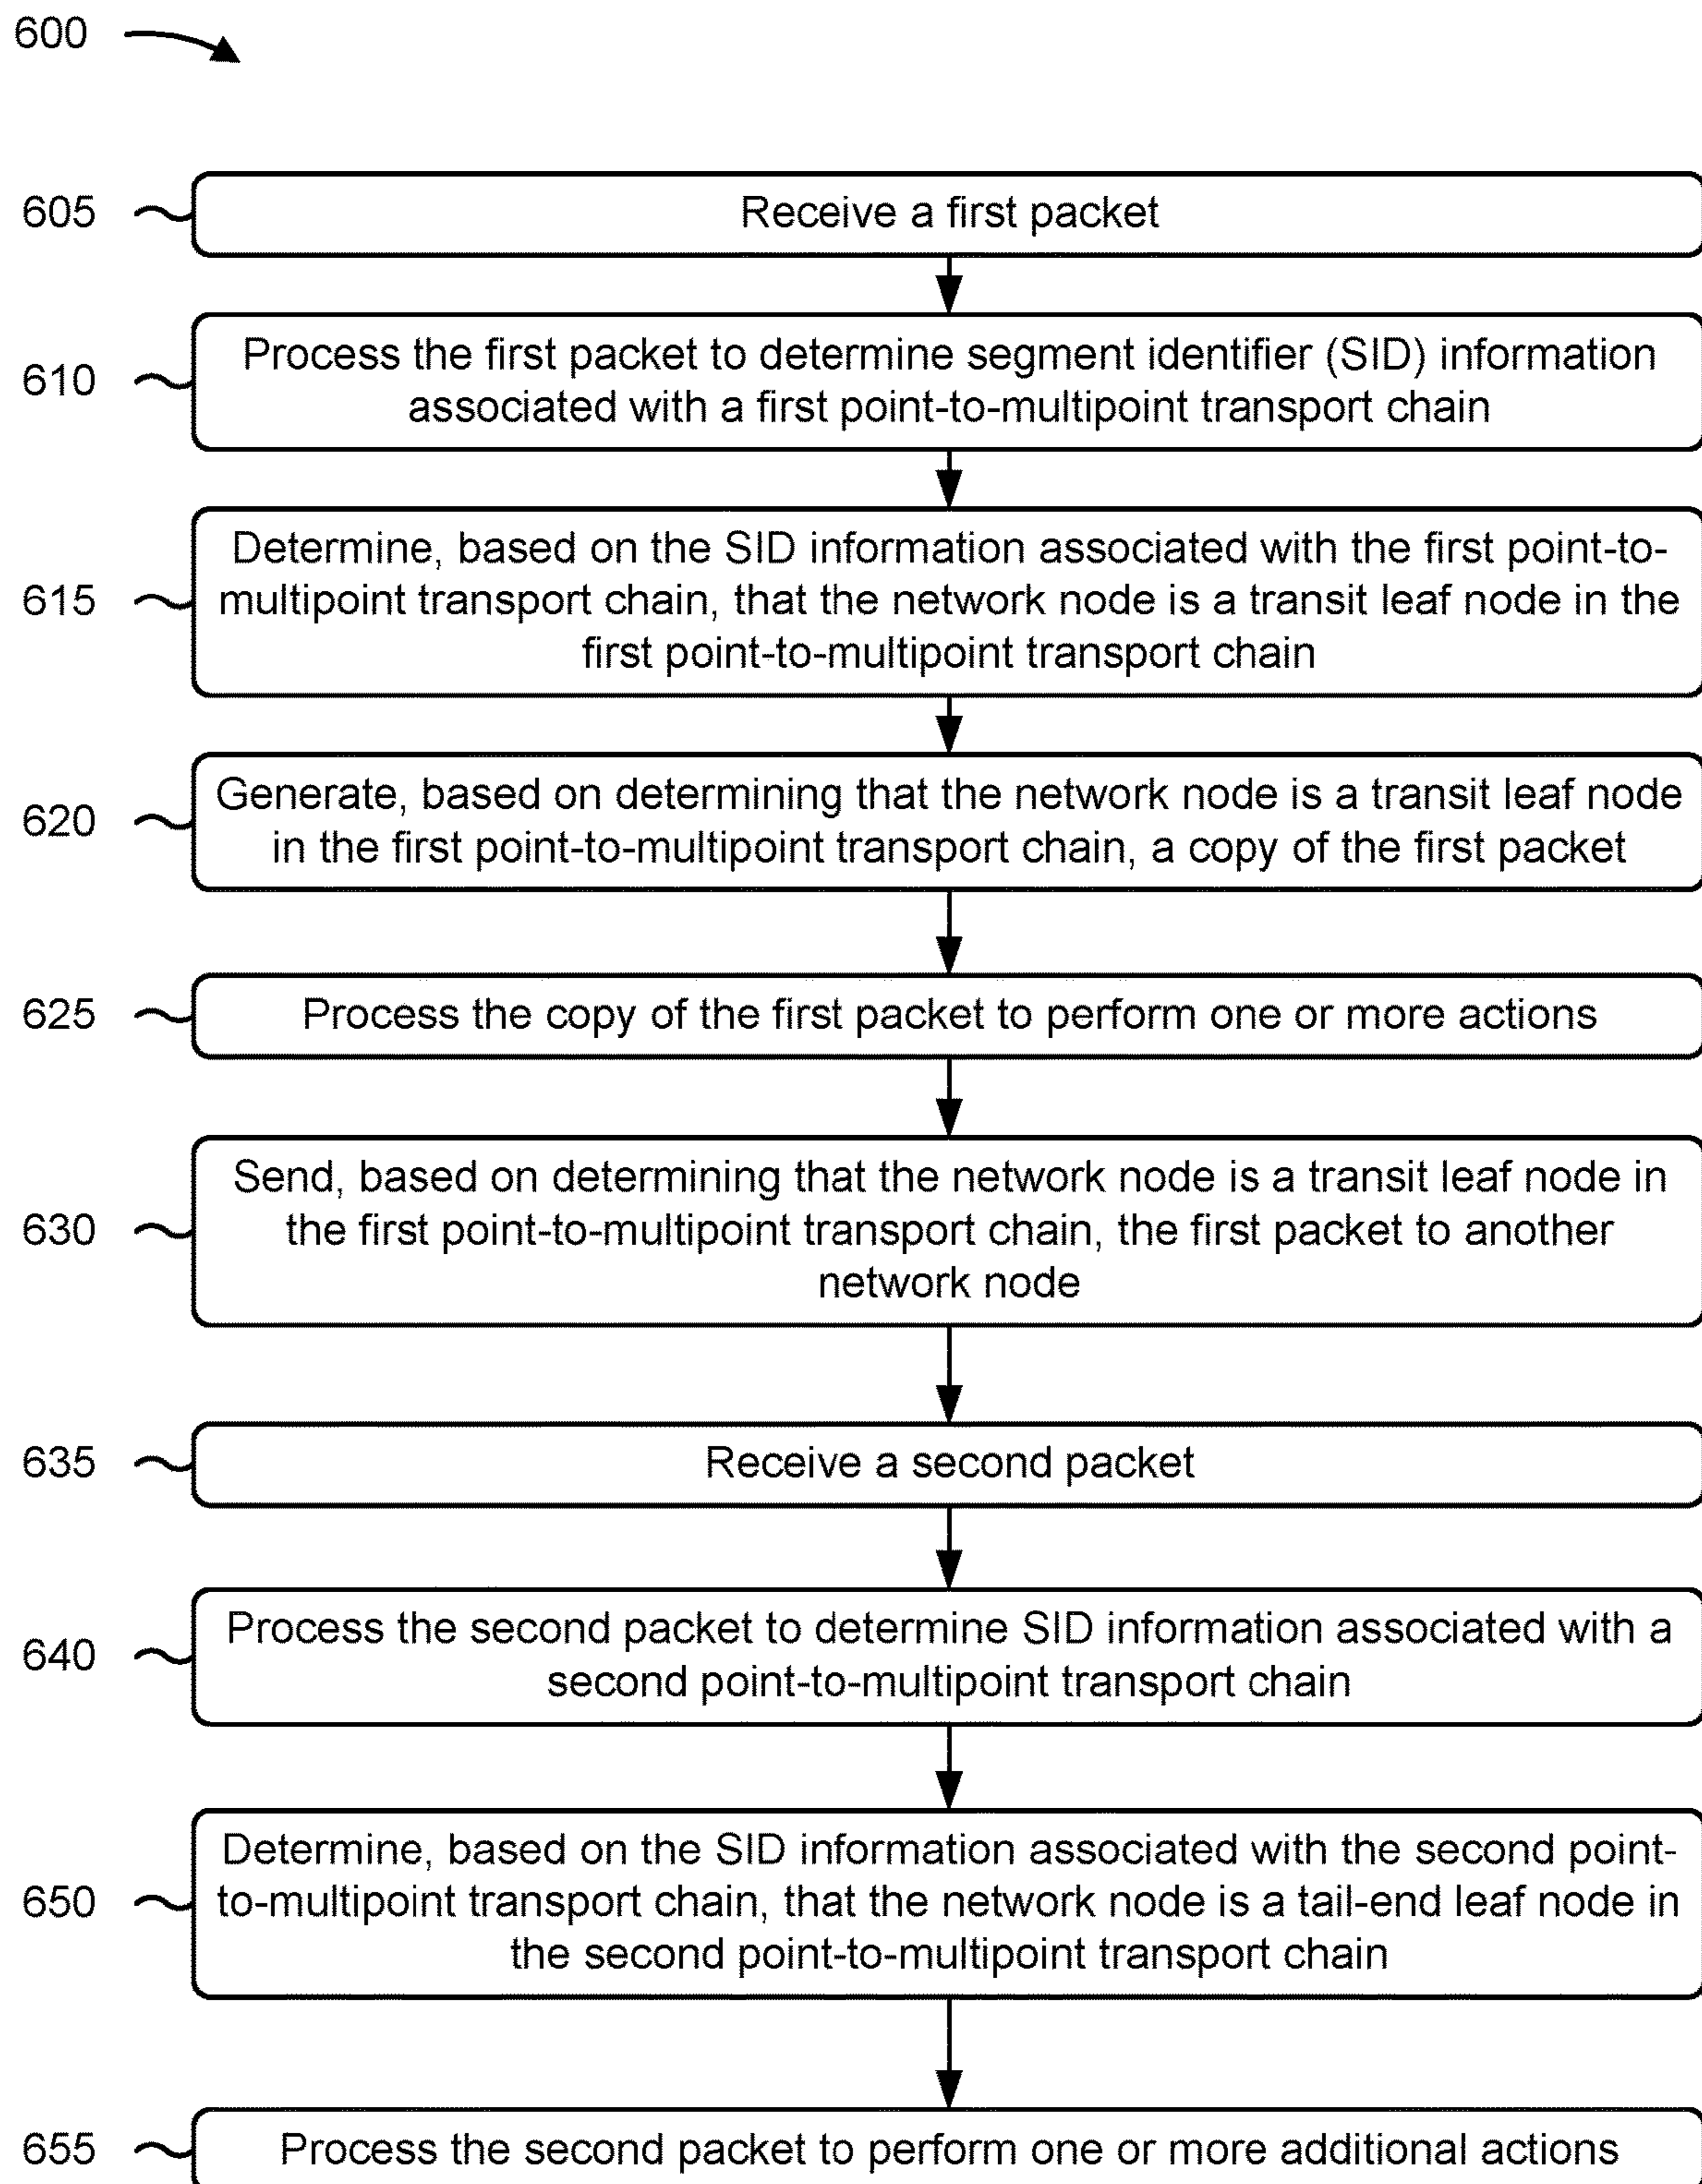 600
605
Receive a first packet
610
Process the first packet to determine segment identifier (SID) information
associated with a first point-to-multipoint transport chain
615
Determine, based on the SID information associated with the first point-to-
multipoint transport chain, that the network node is a transit leaf node in the
first point-to-multipoint transport chain
620
Generate, based on determining that the network node is a transit leaf node
in the first point-to-multipoint transport chain, a copy of the first packet
625
Process the copy of the first packet to perform one or more actions
630
Send, based on determining that the network node is a transit leaf node in
the first point-to-multipoint transport chain, the first packet to another
network node
635
Receive a second packet
640
Process the second packet to determine SID information associated with a
second point-to-multipoint transport chain
650
Determine, based on the SID information associated with the second point-
to-multipoint transport chain, that the network node is a tail-end leaf node in
the second point-to-multipoint transport chain
655
Process the second packet to perform one or more additional actions